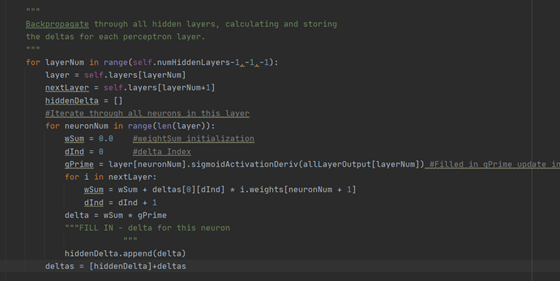 """
Backpropagate through all hidden layers, calculating and storing
the deltas for each perceptron layer.
"""
for layerNum in range(self.numHiddenLayers-1,-1,-1):
layer = self.layers[layerNum]
nextLayer = self.layers[layerNum+1]
hiddenDelta = []
#Iterate through all neurons in this layer
for neuronNum in range(len(layer)):
wSum = 0.0 #weightSum initialization
dInd = 0 #delta Index
gPrime = layer[neuronNum].sigmoidActivationDeriv(allLayerOutput[layerNum]) #Filled in gPrime update in
for i in nextLayer:
wSum = wSum + deltas[0][dInd] * i.weights[neuronNum + 1]
dInd = dInd + 1
delta = wSum * gPrime
"""FILL IN - delta for this neuron
"""
hiddenDelta.append(delta)
deltas = [hiddenDelta]+deltas